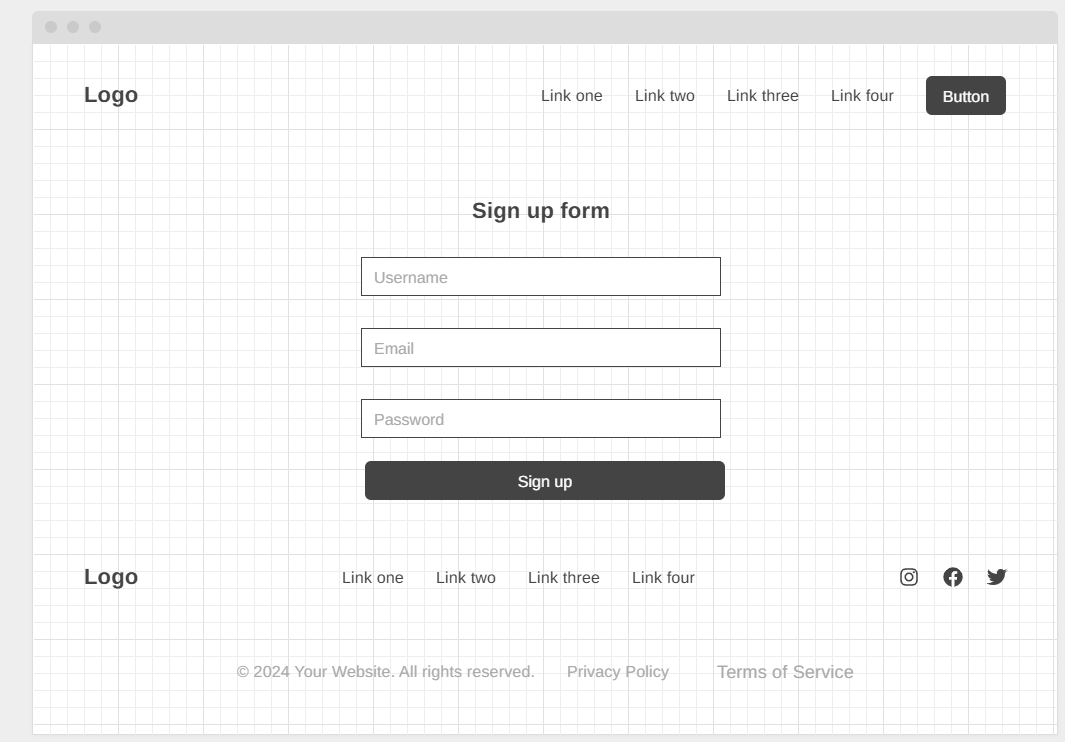 Logo Link one Link two Link three Link four Button
Sign up form
Username
Email
Password
Sign up
Logo Link one Link two Link three Link four
© 2024 Your Website. All rights reserved. Privacy Policy Terms of Service